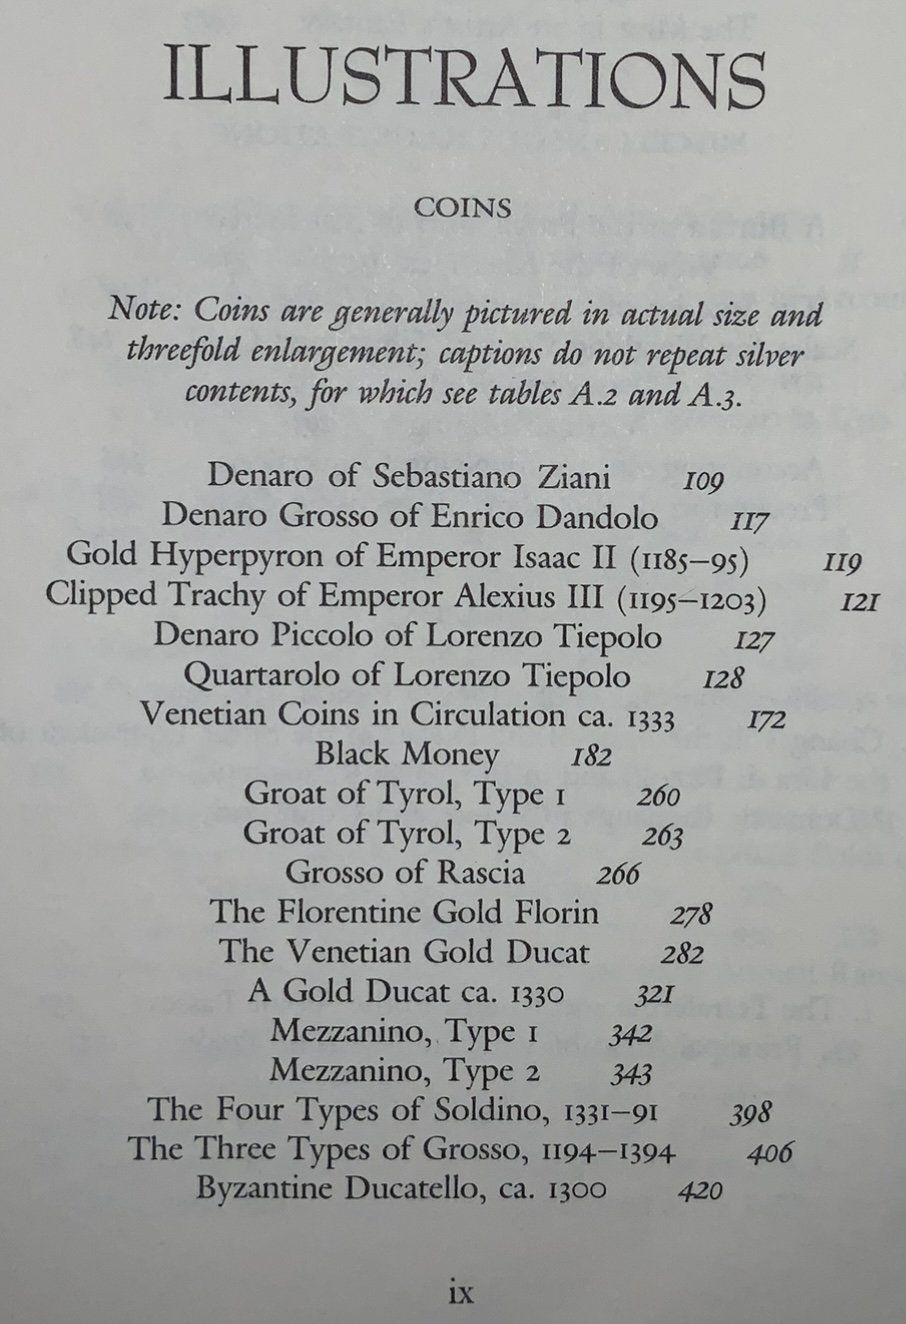 ILLUSTRATIONS
COINS
Note: Coins are generally pictured in actual size and
threefold enlargement; captions do not repeat silver
contents, for which see tables A.2 and A.3.
Denaro of Sebastiano Ziani 109
Denaro Grosso of Enrico Dandolo 117
Gold Hyperpyron of Emperor Isaac II (1185–95) 119
Clipped Trachy of Emperor Alexius III (1195–1203) 121
Denaro Piccolo of Lorenzo Tiepolo 127
Quartarolo of Lorenzo Tiepolo 128
Venetian Coins in Circulation ca. 1333 172
Black Money 182
Groat of Tyrol, Type 1 260
Groat of Tyrol, Type 2 263
Grosso of Rascia 266
The Florentine Gold Florin 278
The Venetian Gold Ducat 282
A Gold Ducat ca. 1330 321
Mezzanino, Type 1 342
Mezzanino, Type 2 343
The Four Types of Soldino, 1331–91 398
The Three Types of Grosso, 1194–1394 406
Byzantine Ducatello, ca. 1300 420
ix